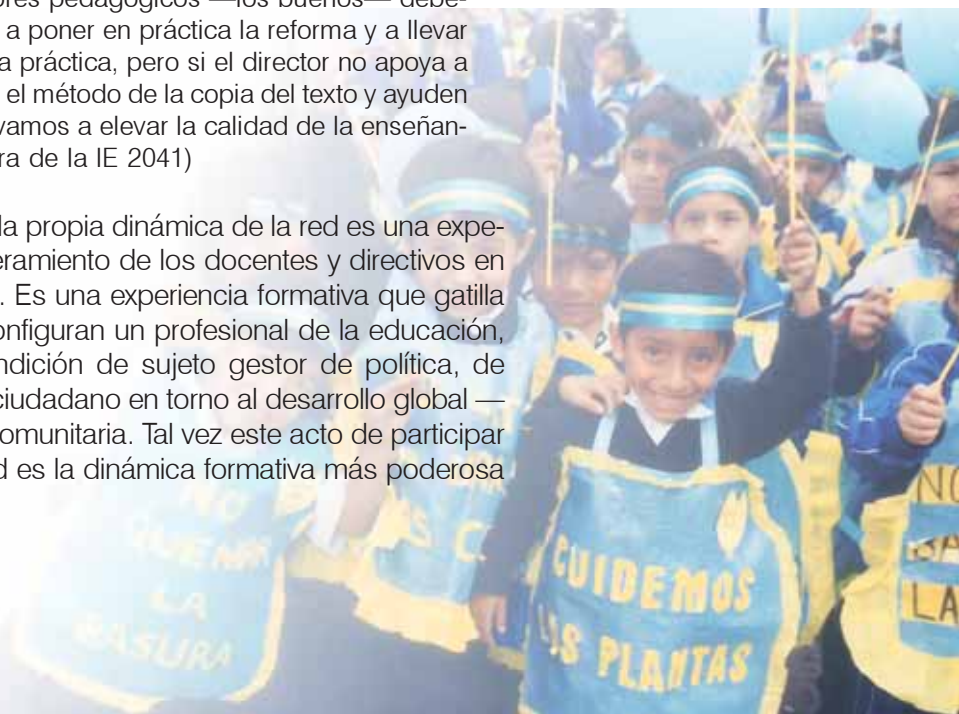 ores pedagógicos —los buenos— debe-
a poner en práctica la reforma y a llevar
a práctica, pero si el director no apoya a
el método de la copia del texto y ayuden
vamos a elevar la calidad de la enseñan-
ra de la IE 2041)
la propia dinámica de la red es una expe-
eramiento de los docentes y directivos en
. Es una experiencia formativa que gatilla
onfiguran un profesional de la educación,
ndición de sujeto gestor de política, de
ciudadano en torno al desarrollo global —
omunitaria. Tal vez este acto de participar
d es la dinámica formativa más poderosa
NO
QUEMAR
LA
BASURA
CUIDEMOS
LAS PLANTAS
NO
LA